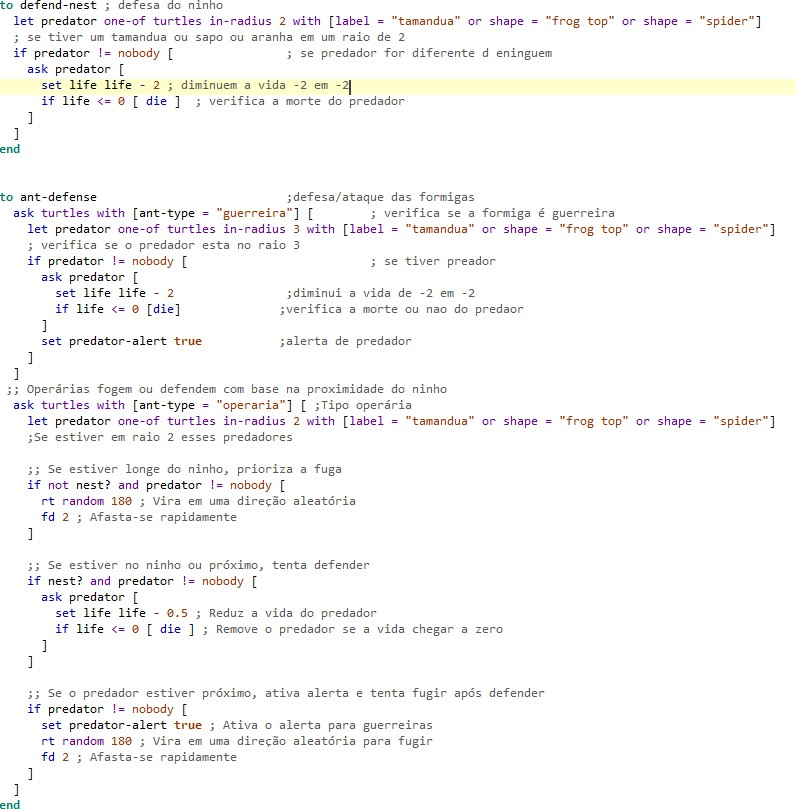 to defend-nest ; defesa do ninho
  let predator one-of turtles in-radius 2 with [label = "tamandua" or shape = "frog top" or shape = "spider"]
  ; se tiver um tamandua ou sapo ou aranha em um raio de 2
  if predator != nobody [                ; se predador for diferente d eninguem
    ask predator [
      set life life - 2 ; diminuem a vida -2 em -2
      if life <= 0 [ die ]  ; verifica a morte do predador
    ]
  ]
end

to ant-defense                           ;defesa/ataque das formigas
  ask turtles with [ant-type = "guerreira"] [        ; verifica se a formiga é guerreira
    let predator one-of turtles in-radius 3 with [label = "tamandua" or shape = "frog top" or shape = "spider"]
    ; verifica se o predador esta no raio 3
    if predator != nobody [                          ; se tiver preador
      ask predator [
        set life life - 2                ;diminui a vida de -2 em -2
        if life <= 0 [die]              ;verifica a morte ou nao do predaor
      ]
      set predator-alert true           ;alerta de predador
    ]
  ]
 ;; Operárias fogem ou defendem com base na proximidade do ninho
  ask turtles with [ant-type = "operaria"] [ ;Tipo operária
    let predator one-of turtles in-radius 2 with [label = "tamandua" or shape = "frog top" or shape = "spider"]
    ;Se estiver em raio 2 esses predadores

    ;; Se estiver longe do ninho, prioriza a fuga
    if not nest? and predator != nobody [
      rt random 180 ; Vira em uma direção aleatória
      fd 2 ; Afasta-se rapidamente
    ]

    ;; Se estiver no ninho ou próximo, tenta defender
    if nest? and predator != nobody [
      ask predator [
        set life life - 0.5 ; Reduz a vida do predador
        if life <= 0 [ die ] ; Remove o predador se a vida chegar a zero
      ]
    ]

    ;; Se o predador estiver próximo, ativa alerta e tenta fugir após defender
    if predator != nobody [
      set predator-alert true ; Ativa o alerta para guerreiras
      rt random 180 ; Vira em uma direção aleatória para fugir
      fd 2 ; Afasta-se rapidamente
    ]
  ]
end